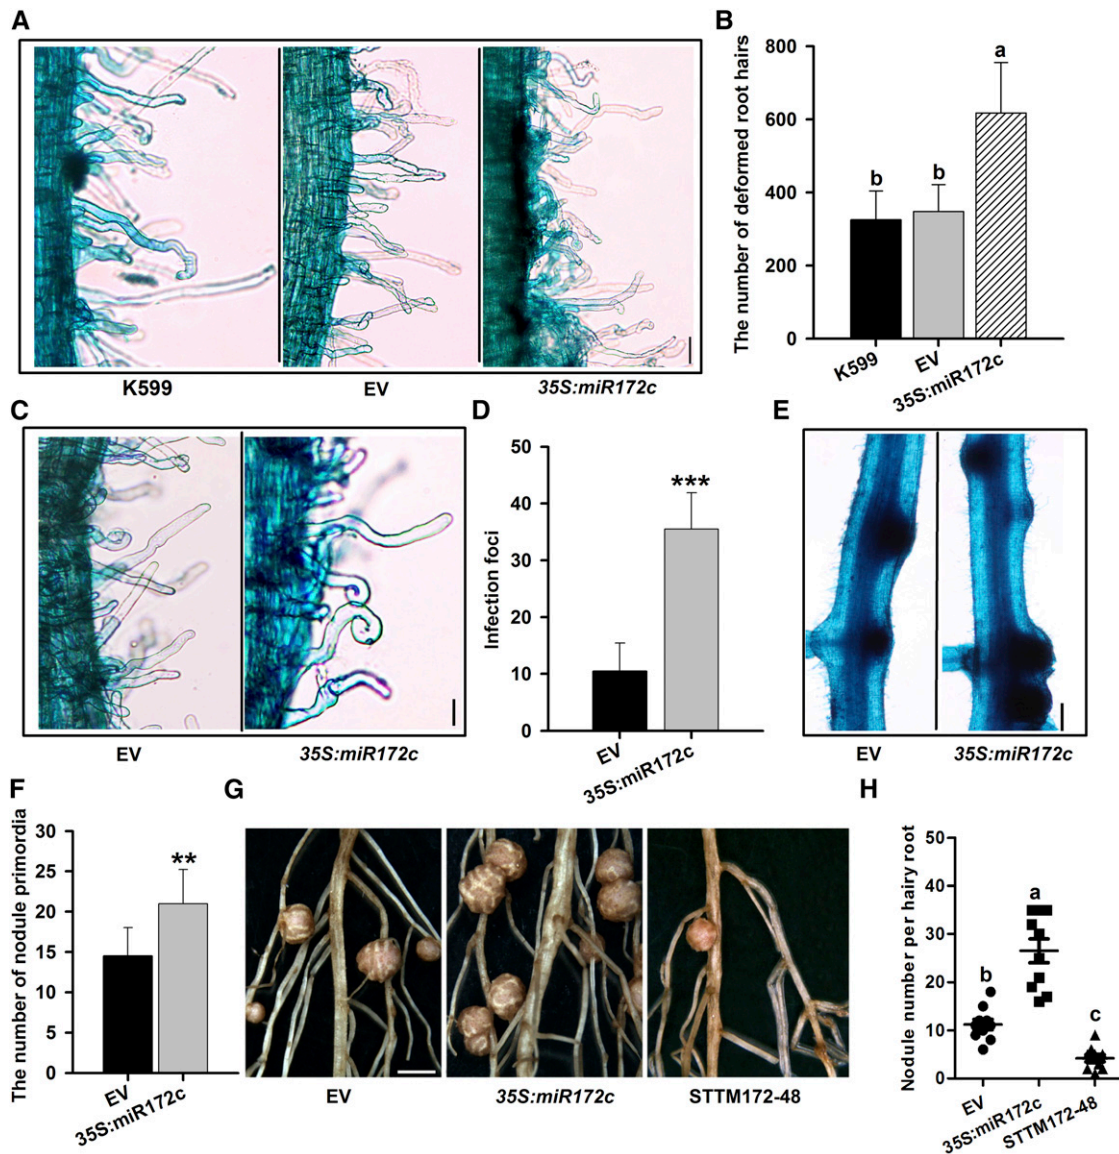 A
K599
EV
35S:miR172c
B
The number of deformed root hairs
800
600
400
200
0
b
b
a
K599
EV
35S:miR172c
C
EV
35S:miR172c
D
Infection foci
50
40
30
20
10
0
***
EV
35S:miR172c
E
EV
35S:miR172c
F
The number of nodule primordia
30
25
20
15
10
5
0
**
EV
35S:miR172c
G
EV
35S:miR172c
STTM172-48
H
Nodule number per hairy root
50
40
30
20
10
0
b
a
c
EV
35S:miR172c
STTM172-48